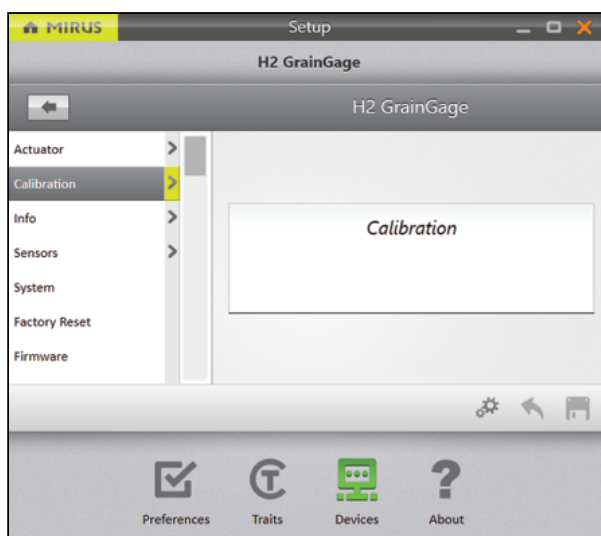 MIRUS Setup
H2 GrainGage
H2 GrainGage
Actuator
Calibration
Info
Sensors
System
Factory Reset
Firmware
Calibration
Preferences Traits Devices About